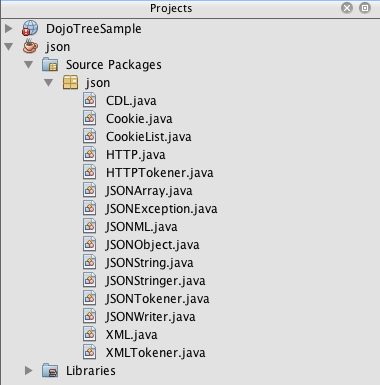 Projects
DojoTreeSample
json
Source Packages
json
CDL.java
Cookie.java
CookieList.java
HTTP.java
HTTPTokener.java
JSONArray.java
JSONException.java
JSONML.java
JSONObject.java
JSONString.java
JSONStringer.java
JSONTokener.java
JSONWriter.java
XML.java
XMLTokener.java
Libraries